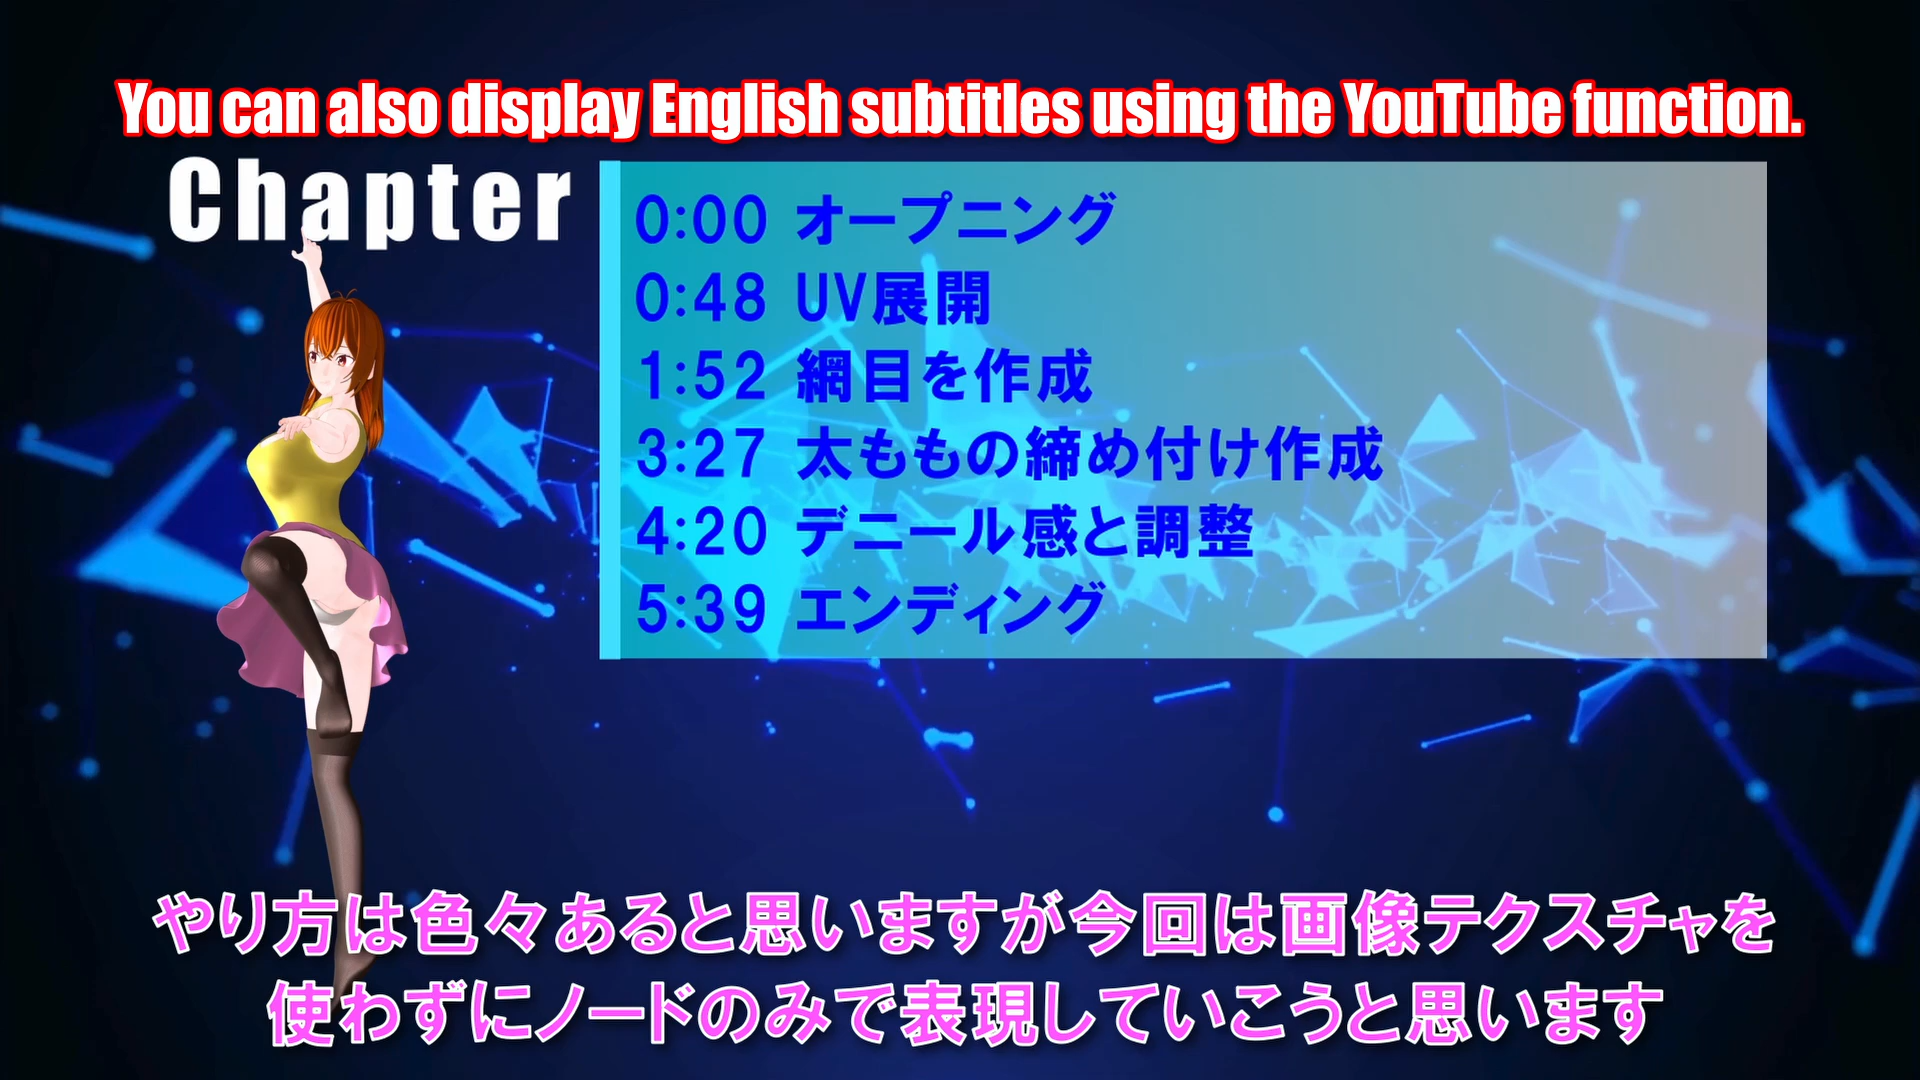 You can also display English subtitles using the YouTube function.
Chapter
0:00 オープニング
0:48 UV展開
1:52 網目を作成
3:27 太ももの締め付け作成
4:20 デニール感と調整
5:39 エンディング
やり方は色々あると思いますが今回は画像テクスチャを
使わずにノードのみで表現していこうと思います